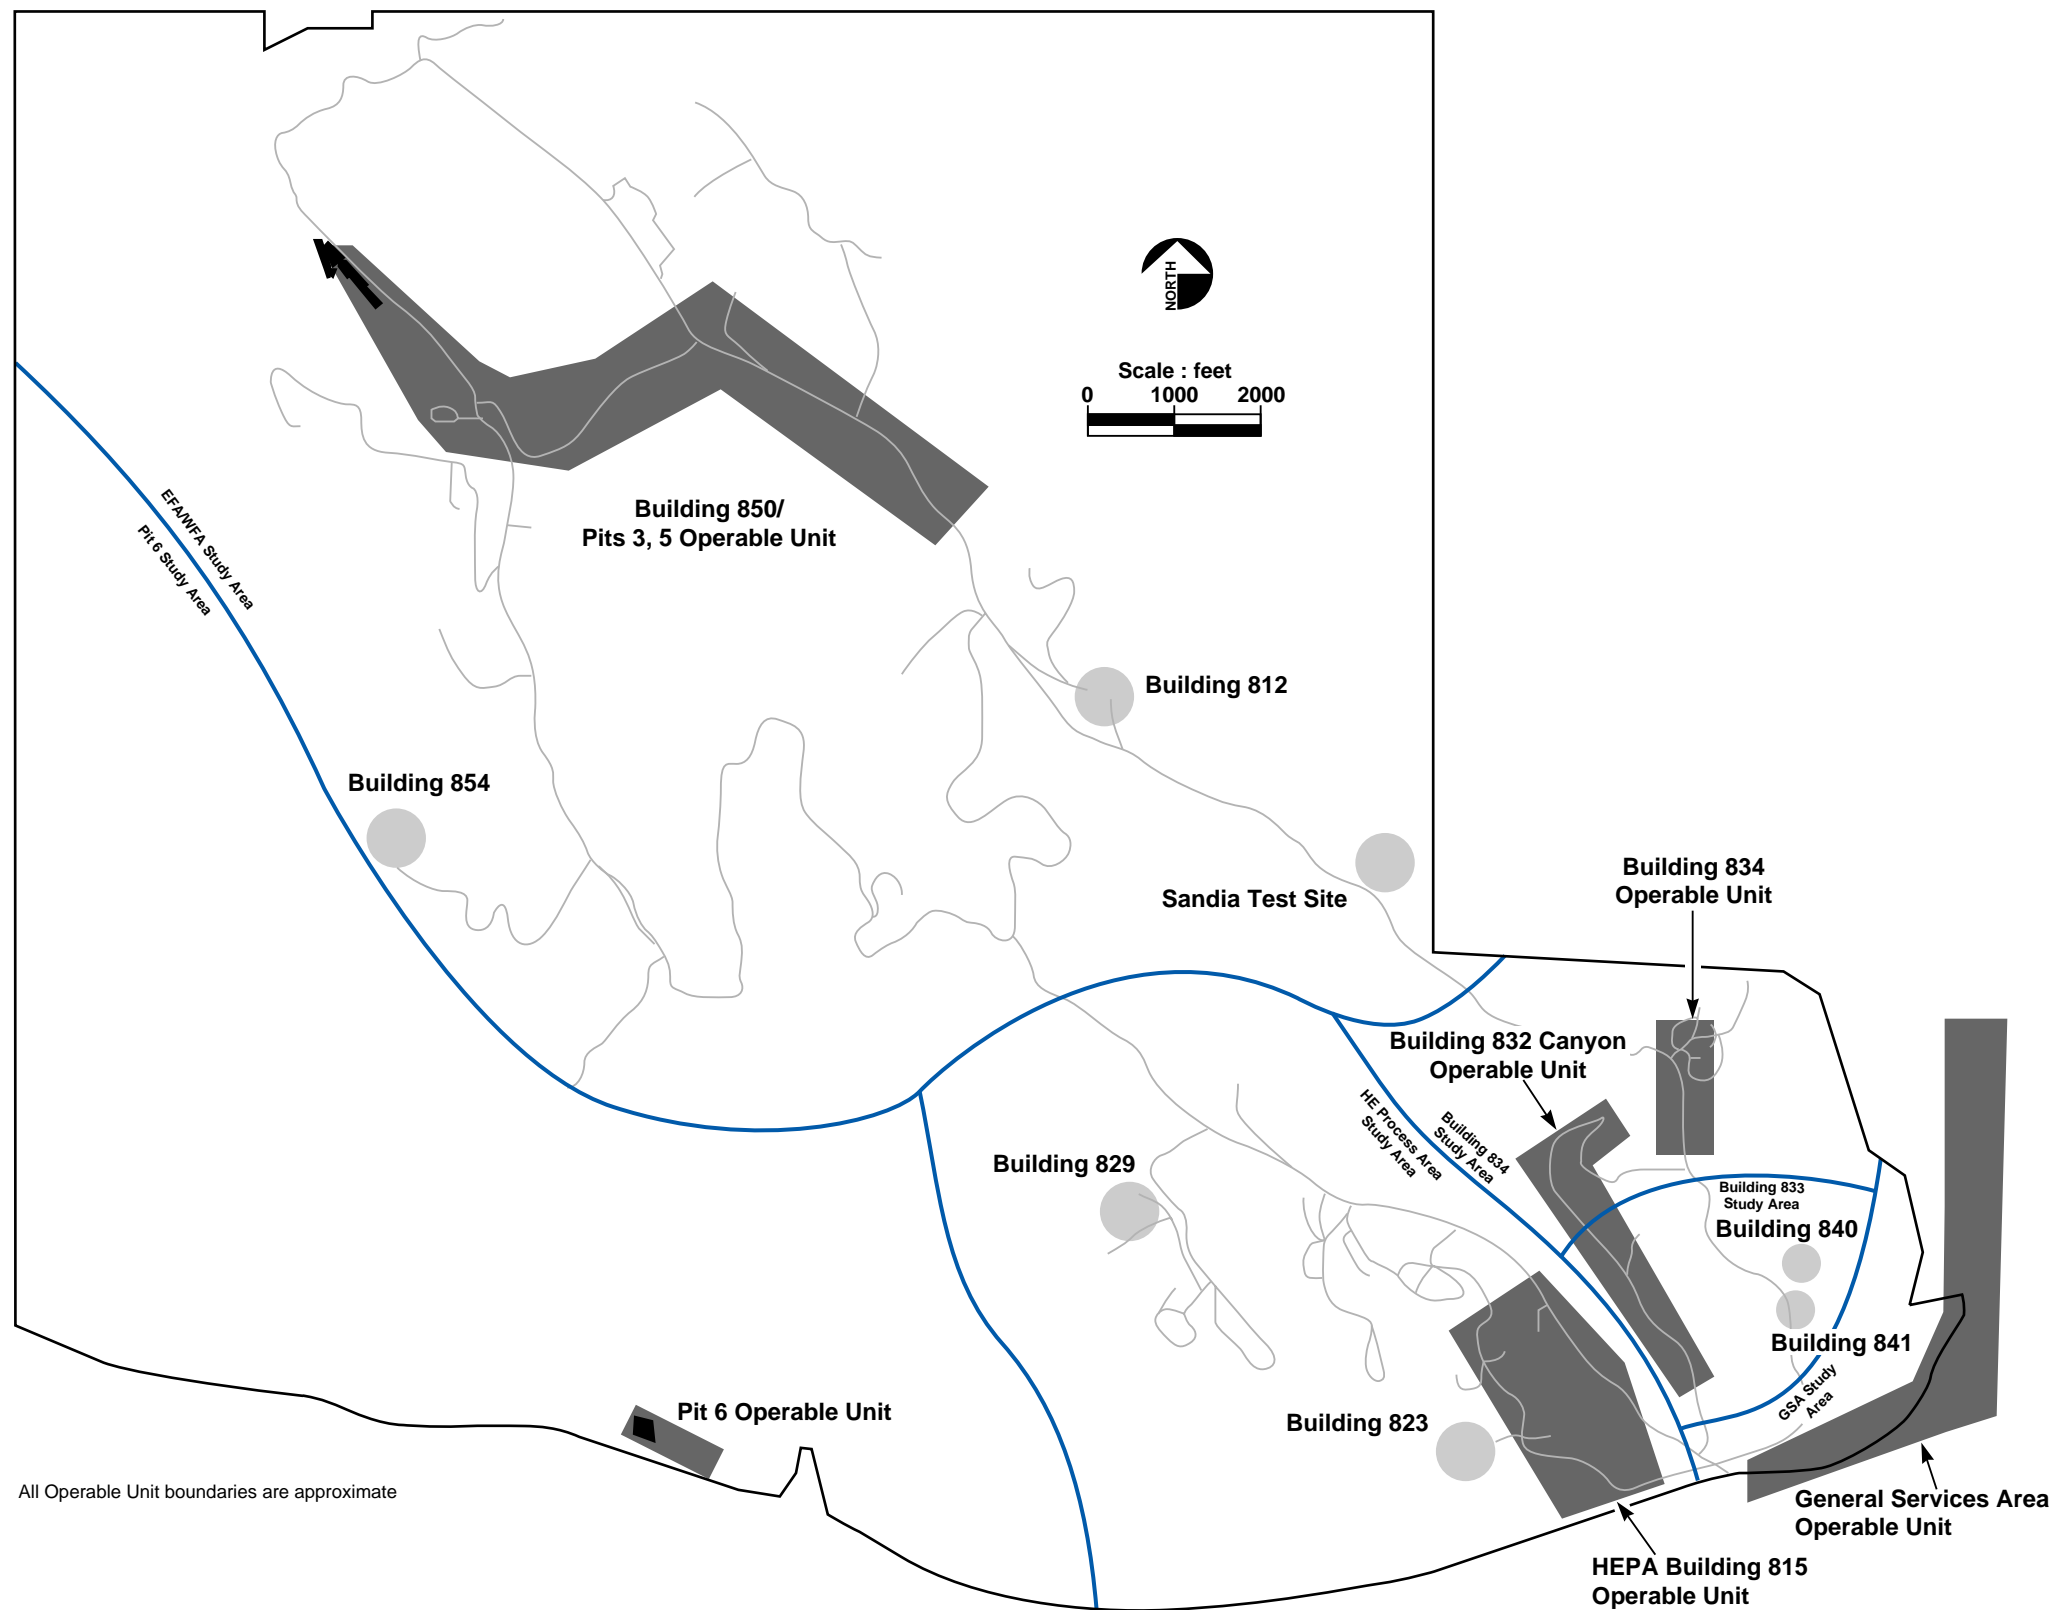 NORTH
Scale : feet
0 1000 2000
EFA/WFA Study Area
Pit 6 Study Area
Building 850/
Pits 3, 5 Operable Unit
Building 812
Building 854
Sandia Test Site
Building 834
Operable Unit
Building 832 Canyon
Operable Unit
HE Process Area
Study Area
Building 834
Study Area
Building 829
Building 833
Study Area
Building 840
Building 841
GSA Study
Area
Pit 6 Operable Unit
Building 823
All Operable Unit boundaries are approximate
General Services Area
Operable Unit
HEPA Building 815
Operable Unit